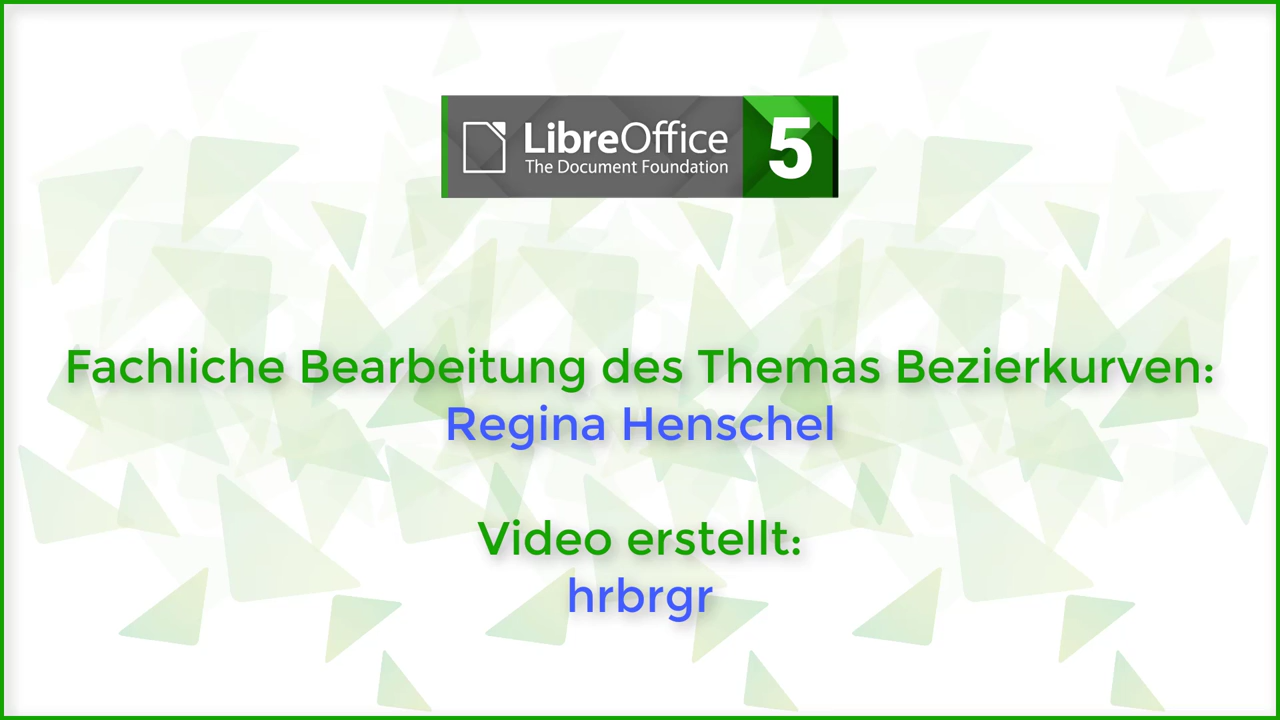 LibreOffice
The Document Foundation
5
Fachliche Bearbeitung des Themas Bezierkurven:
Regina Henschel
Video erstellt:
hrbrgr